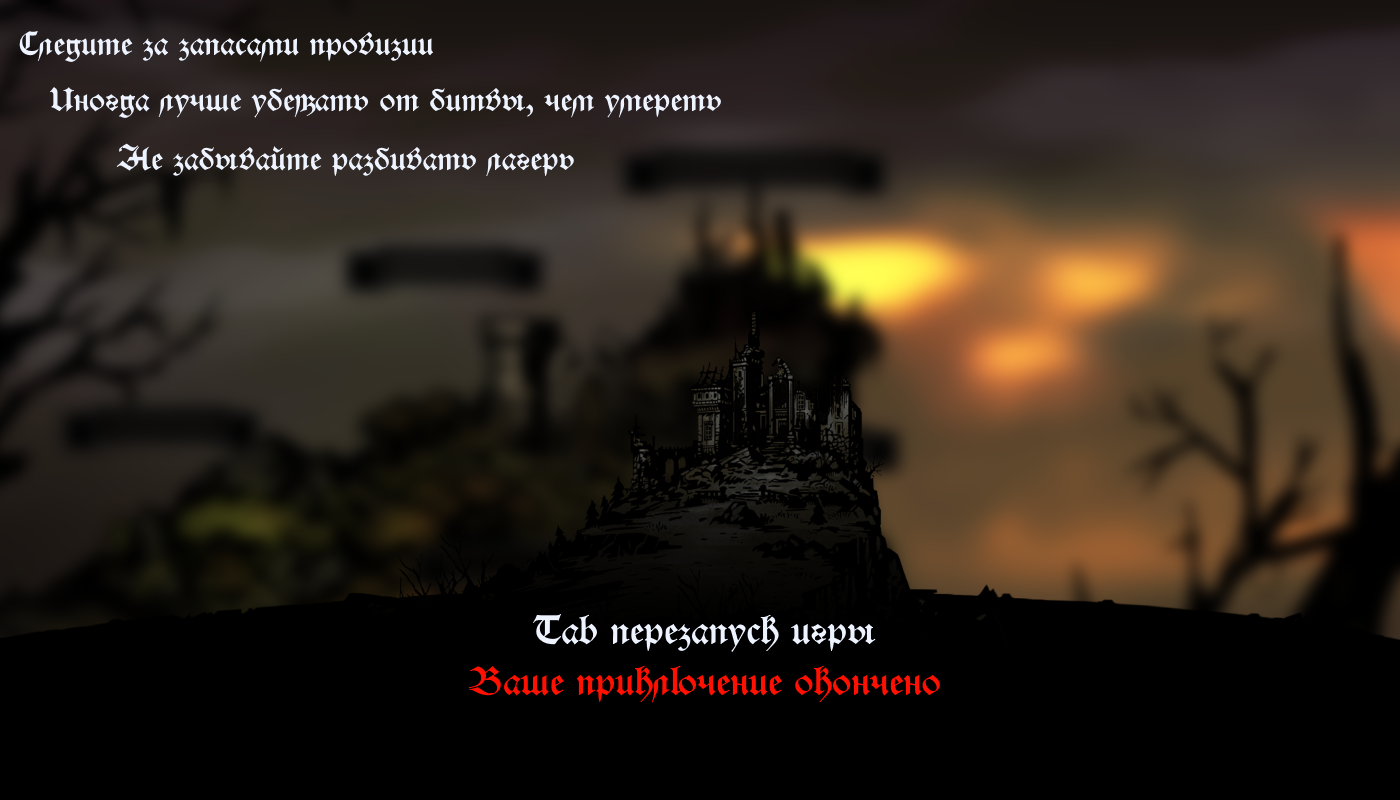 Следите за запасами провизии
Иногда лучше убежать от битвы, чем умереть
Не забывайте разбивать лагерь
Tab перезапуск игры
Ваше приключение окончено